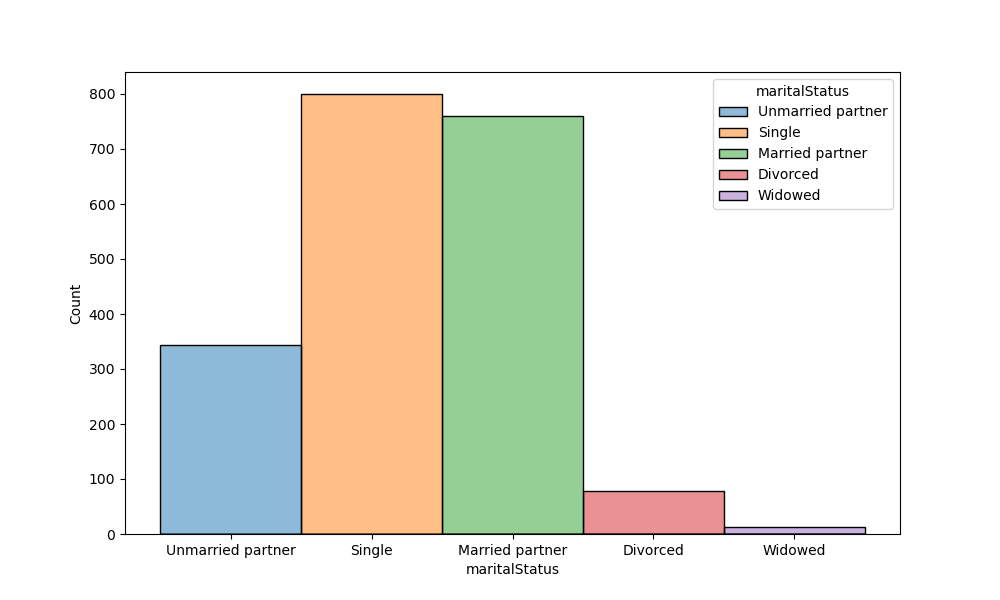 maritalStatus
Unmarried partner
Single
Married partner
Divorced
Widowed
800
700
600
500
400
300
200
100
0
Count
Unmarried partner Single Married partner Divorced Widowed
maritalStatus